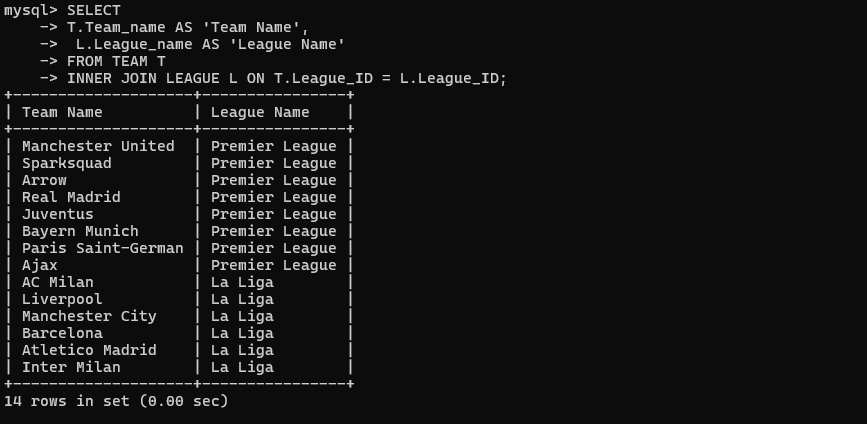 mysql> SELECT
    -> T.Team_name AS 'Team Name',
    ->  L.League_name AS 'League Name'
    -> FROM TEAM T
    -> INNER JOIN LEAGUE L ON T.League_ID = L.League_ID;
+--------------------+----------------+
| Team Name          | League Name    |
+--------------------+----------------+
| Manchester United  | Premier League |
| Sparksquad         | Premier League |
| Arrow              | Premier League |
| Real Madrid        | Premier League |
| Juventus           | Premier League |
| Bayern Munich      | Premier League |
| Paris Saint-German | Premier League |
| Ajax               | Premier League |
| AC Milan           | La Liga        |
| Liverpool          | La Liga        |
| Manchester City    | La Liga        |
| Barcelona          | La Liga        |
| Atletico Madrid    | La Liga        |
| Inter Milan        | La Liga        |
+--------------------+----------------+
14 rows in set (0.00 sec)